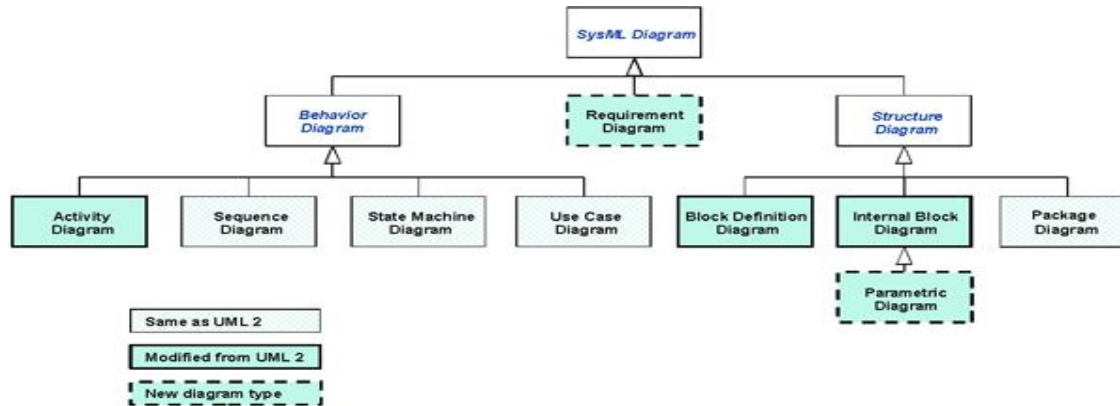 SysML Diagram
Behavior
Diagram
Requirement
Diagram
Structure
Diagram
Activity
Diagram
Sequence
Diagram
State Machine
Diagram
Use Case
Diagram
Block Definition
Diagram
Internal Block
Diagram
Package
Diagram
Parametric
Diagram
Same as UML 2
Modified from UML 2
New diagram type